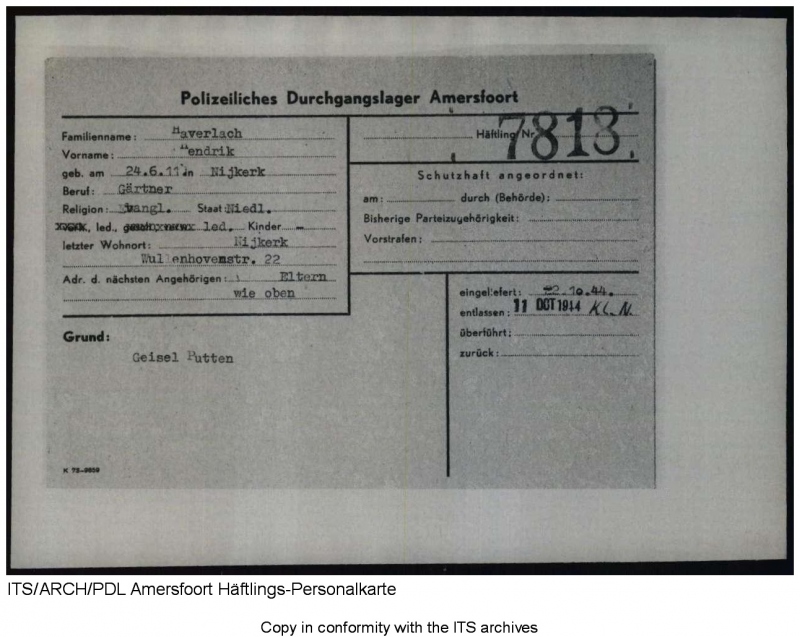 Polizeiliches Durchgangslager Amersfoort
Familienname: Haverlach
Vorname: Hendrik
geb. am 24.6.11 in Nijkerk
Beruf: Gärtner
Religion: Evangl. Staat: Niedl.
led., led. Kinder -
letzter Wohnort: Nijkerk
Wullenhovenstr. 22
Adr. d. nächsten Angehörigen: Eltern
wie oben
Häftling Nr. 7813
Schutzhaft angeordnet:
am: durch (Behörde):
Bisherige Parteizugehörigkeit:
Vorstrafen:
eingeliefert: 10.44.
entlassen: 11 OCT 1944 K.L.N.
überführt:
zurück:
Grund:
Geisel Putten
ITS/ARCH/PDL Amersfoort Häftlings-Personalkarte
Copy in conformity with the ITS archives